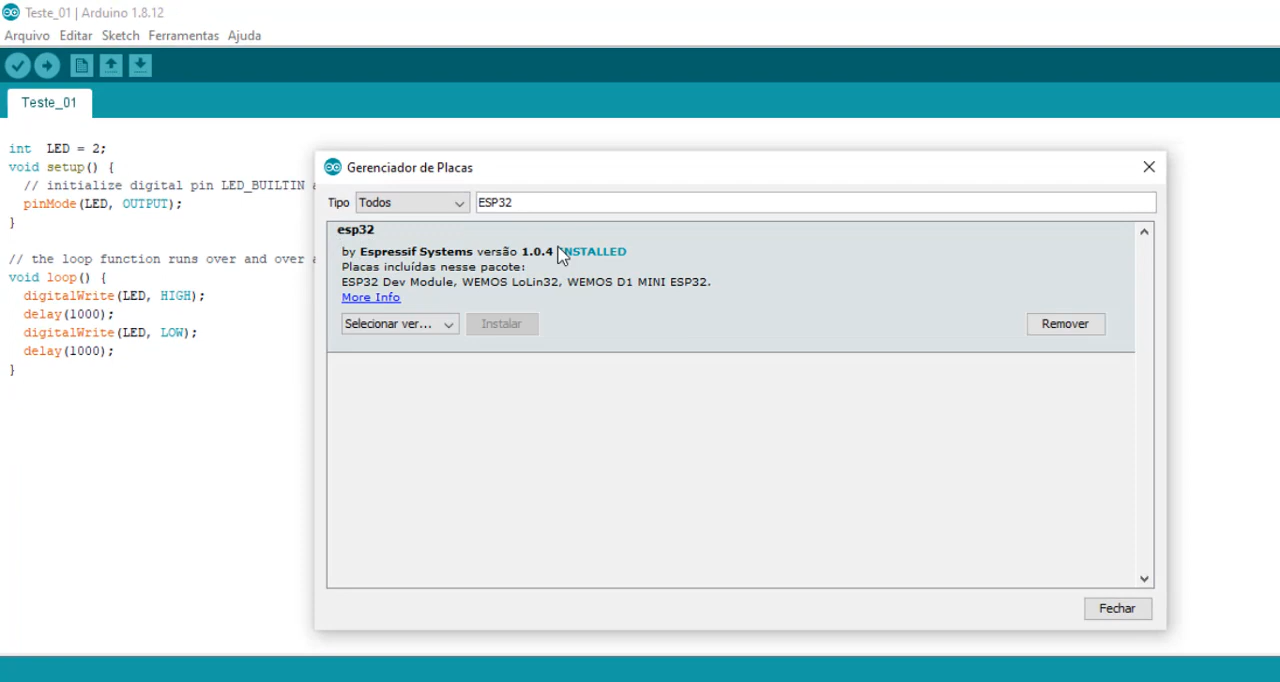 Teste_01 | Arduino 1.8.12
Arquivo Editar Sketch Ferramentas Ajuda
Teste_01
int LED = 2;
void setup() {
// initialize digital pin LED_BUILTIN
pinMode(LED, OUTPUT);
}
// the loop function runs over and over
void loop() {
digitalWrite(LED, HIGH);
delay(1000);
digitalWrite(LED, LOW);
delay(1000);
}
Gerenciador de Placas
Tipo Todos ESP32
esp32
by Espressif Systems versão 1.0.4 INSTALLED
Placas incluídas nesse pacote:
ESP32 Dev Module, WEMOS LoLin32, WEMOS D1 MINI ESP32.
More Info
Selecionar ver... Instalar Remover
Fechar